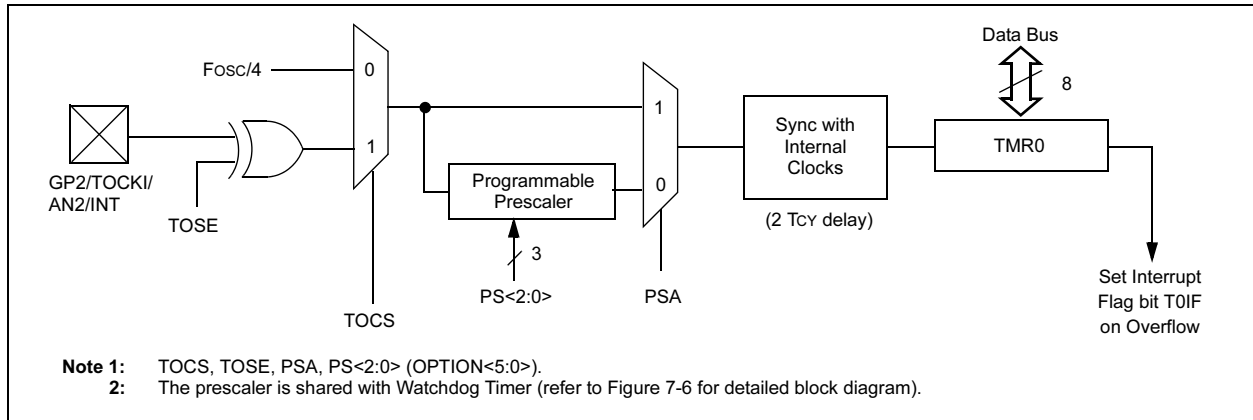 Data Bus
8
FOSC/4
0
1
1
0
GP2/TOCKI/
AN2/INT
TOSE
TOCS
Programmable
Prescaler
3
PS<2:0>
PSA
Sync with
Internal
Clocks
(2 TCY delay)
TMR0
Set Interrupt
Flag bit T0IF
on Overflow
Note 1: TOCS, TOSE, PSA, PS<2:0> (OPTION<5:0>).
2: The prescaler is shared with Watchdog Timer (refer to Figure 7-6 for detailed block diagram).